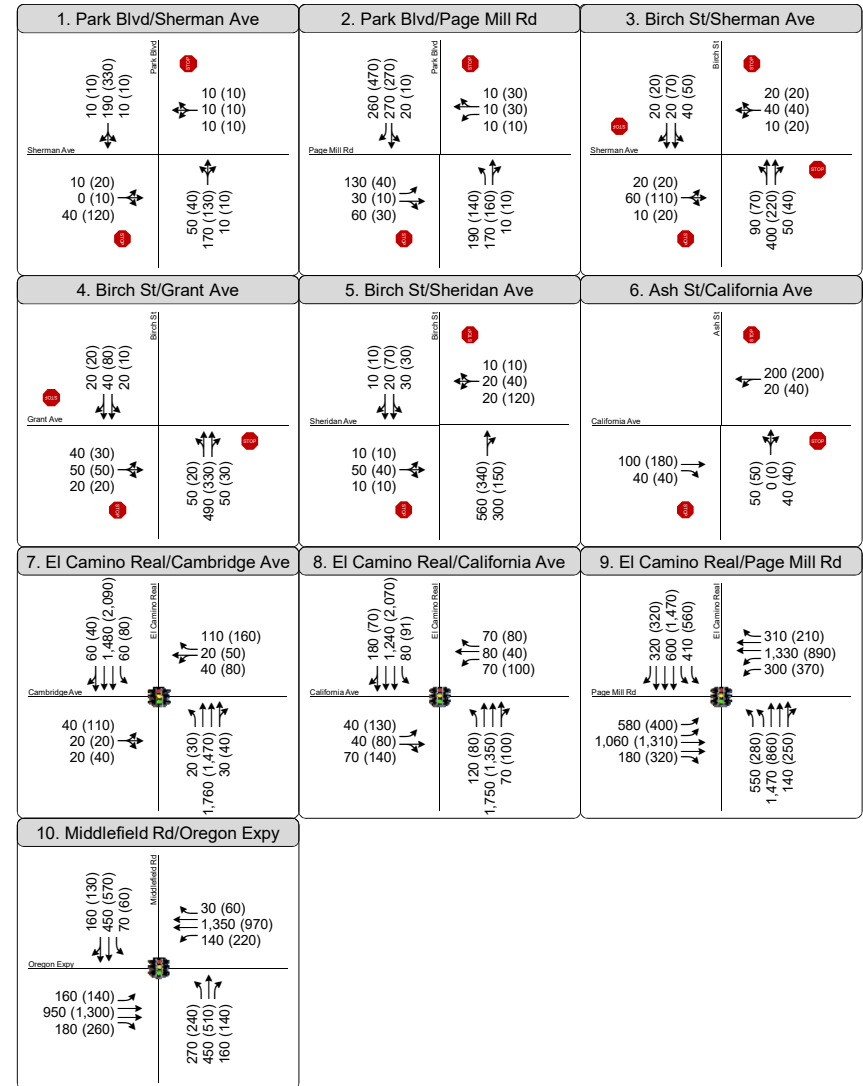 1. Park Blvd/Sherman Ave
Park Blvd
STOP
10 (10)
190 (330)
10 (10)
10 (10)
10 (10)
10 (10)
Sherman Ave
10 (20)
0 (10)
40 (120)
STOP
50 (40)
170 (130)
10 (10)
2. Park Blvd/Page Mill Rd
Park Blvd
STOP
260 (470)
270 (270)
20 (10)
10 (30)
10 (30)
10 (10)
Page Mill Rd
130 (40)
30 (10)
60 (30)
STOP
190 (140)
170 (160)
10 (10)
3. Birch St/Sherman Ave
Birch St
STOP
20 (20)
20 (70)
40 (50)
20 (20)
40 (40)
10 (20)
STOP
Sherman Ave
20 (20)
60 (110)
10 (20)
STOP
STOP
90 (70)
400 (220)
50 (40)
4. Birch St/Grant Ave
Birch St
20 (20)
40 (80)
20 (10)
STOP
Grant Ave
40 (30)
50 (50)
20 (20)
STOP
STOP
50 (20)
490 (330)
50 (30)
5. Birch St/Sheridan Ave
Birch St
STOP
10 (10)
20 (70)
30 (30)
10 (10)
20 (40)
20 (120)
Sheridan Ave
10 (10)
50 (40)
10 (10)
STOP
560 (340)
300 (150)
6. Ash St/California Ave
Ash St
STOP
200 (200)
20 (40)
California Ave
100 (180)
40 (40)
STOP
STOP
50 (50)
0 (0)
40 (40)
7. El Camino Real/Cambridge Ave
El Camino Real
60 (40)
1,480 (2,090)
60 (80)
110 (160)
20 (50)
40 (80)
Cambridge Ave
40 (110)
20 (20)
20 (40)
20 (30)
1,760 (1,470)
30 (40)
8. El Camino Real/California Ave
El Camino Real
180 (70)
1,240 (2,070)
80 (91)
70 (80)
80 (40)
70 (100)
California Ave
40 (130)
40 (80)
70 (140)
120 (80)
1,750 (1,350)
70 (100)
9. El Camino Real/Page Mill Rd
El Camino Real
320 (320)
600 (1,470)
410 (560)
310 (210)
1,330 (890)
300 (370)
Page Mill Rd
580 (400)
1,060 (1,310)
180 (320)
550 (280)
1,470 (860)
140 (250)
10. Middlefield Rd/Oregon Expy
Middlefield Rd
160 (130)
450 (570)
70 (60)
30 (60)
1,350 (970)
140 (220)
Oregon Expy
160 (140)
950 (1,300)
180 (260)
270 (240)
450 (510)
160 (140)